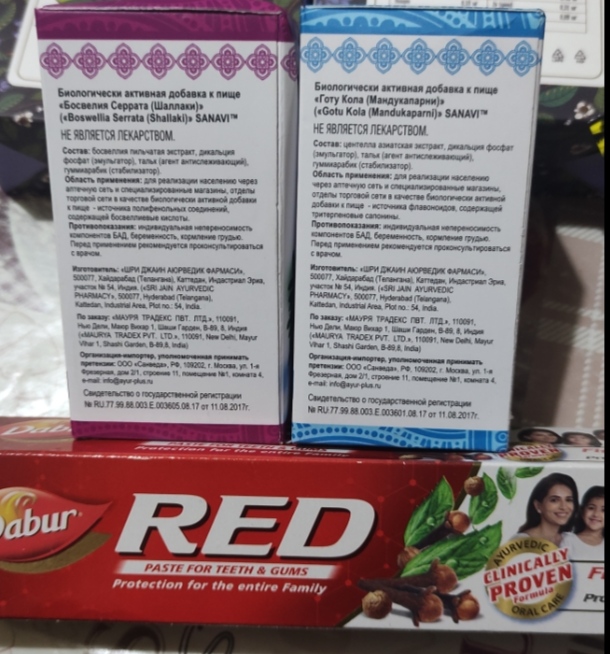 Биологически активная добавка к пище
«Босвелия Серрата (Шаллаки)»
(«Boswellia Serrata (Shallaki)» SANAVI™
НЕ ЯВЛЯЕТСЯ ЛЕКАРСТВОМ.
Состав: босвеллия пильчатая экстракт, дикальция
фосфат (эмульгатор), тальк (агент антислеживающий),
гуммиарабик (стабилизатор).
Область применения: для реализации населению через
аптечную сеть и специализированные магазины, отделы
торговой сети в качестве биологически активной добавки
к пище - источника полифенольных соединений,
содержащей босвеллиевые кислоты.
Противопоказания: индивидуальная непереносимость
компонентов БАД, беременность, кормление грудью.
Перед применением рекомендуется проконсультироваться
с врачом.
Изготовитель: «ШРИ ДЖАИН АЮРВЕДИК ФАРМАСИ»,
500077, Хайдарабад (Телангана), Каттедан, Индастриал Эриа,
участок № 54, Индия. («SRI JAIN AYURVEDIC
PHARMACY», 500077, Hyderabad (Telangana),
Kattedan, Industrial Area, Plot no.: 54, India.
По заказу: «МАУРЯ ТРАДЕКС ПВТ. ЛТД.», 110091,
Нью Дели, Маюр Вихар 1, Шаши Гарден, B-89, 8, Индия
(«MAURYA TRADEX PVT. LTD.», 110091, New Delhi, Mayur
Vihar 1, Shashi Garden, B-89,8, India)
Организация-импортер, уполномоченная принимать
претензии: ООО «Санведа», РФ, 109202, г. Москва, ул. 1-я
Фрезерная, дом 2/1, строение 11, помещение №1, комната 4,
e-mail: info@ayur-plus.ru
Свидетельство о государственной регистрации
№ RU.77.99.88.003.Е.003605.08.17 от 11.08.2017г.
Биологически активная добавка к пище
«Готу Кола (Мандукапарни)»
(«Gotu Kola (Mandukaparni)» SANAVI™
НЕ ЯВЛЯЕТСЯ ЛЕКАРСТВОМ.
Состав: центелла азиатская экстракт, дикальция фосфат
(эмульгатор), тальк (агент антислеживающий),
гуммиарабик (стабилизатор).
Область применения: для реализации населению
через аптечную сеть и специализированные магазины,
отделы торговой сети в качестве биологически активной
добавки к пище - источника флавоноидов, содержащей
тритерпеновые сапонины.
Противопоказания: индивидуальная непереносимость
компонентов БАД, беременность, кормление грудью.
Перед применением рекомендуется проконсультироваться
с врачом.
Изготовитель: «ШРИ ДЖАИН АЮРВЕДИК ФАРМАСИ»,
500077, Хайдарабад (Телангана), Каттедан, Индастриал Эриа,
участок № 54, Индия. («SRI JAIN AYURVEDIC
PHARMACY», 500077, Hyderabad (Telangana),
Kattedan, Industrial Area, Plot no.: 54, India.
По заказу: «МАУРЯ ТРАДЕКС ПВТ. ЛТД.», 110091,
Нью Дели, Маюр Вихар 1, Шаши Гарден, B-89, 8, Индия
(«MAURYA TRADEX PVT. LTD.», 110091, New Delhi, Mayur
Vihar 1, Shashi Garden, B-89,8, India)
Организация-импортер, уполномоченная принимать
претензии: ООО «Санведа», РФ, 109202, г. Москва, ул. 1-я
Фрезерная, дом 2/1, строение 11, помещение №1, комната 4,
e-mail: info@ayur-plus.ru
Свидетельство о государственной регистрации
№ RU.77.99.88.003.Е.003601.08.17 от 11.08.2017г.
Dabur
RED
PASTE FOR TEETH & GUMS
Protection for the entire Family
AYURVEDIC
CLINICALLY
PROVEN
Formula
ORAL CARE